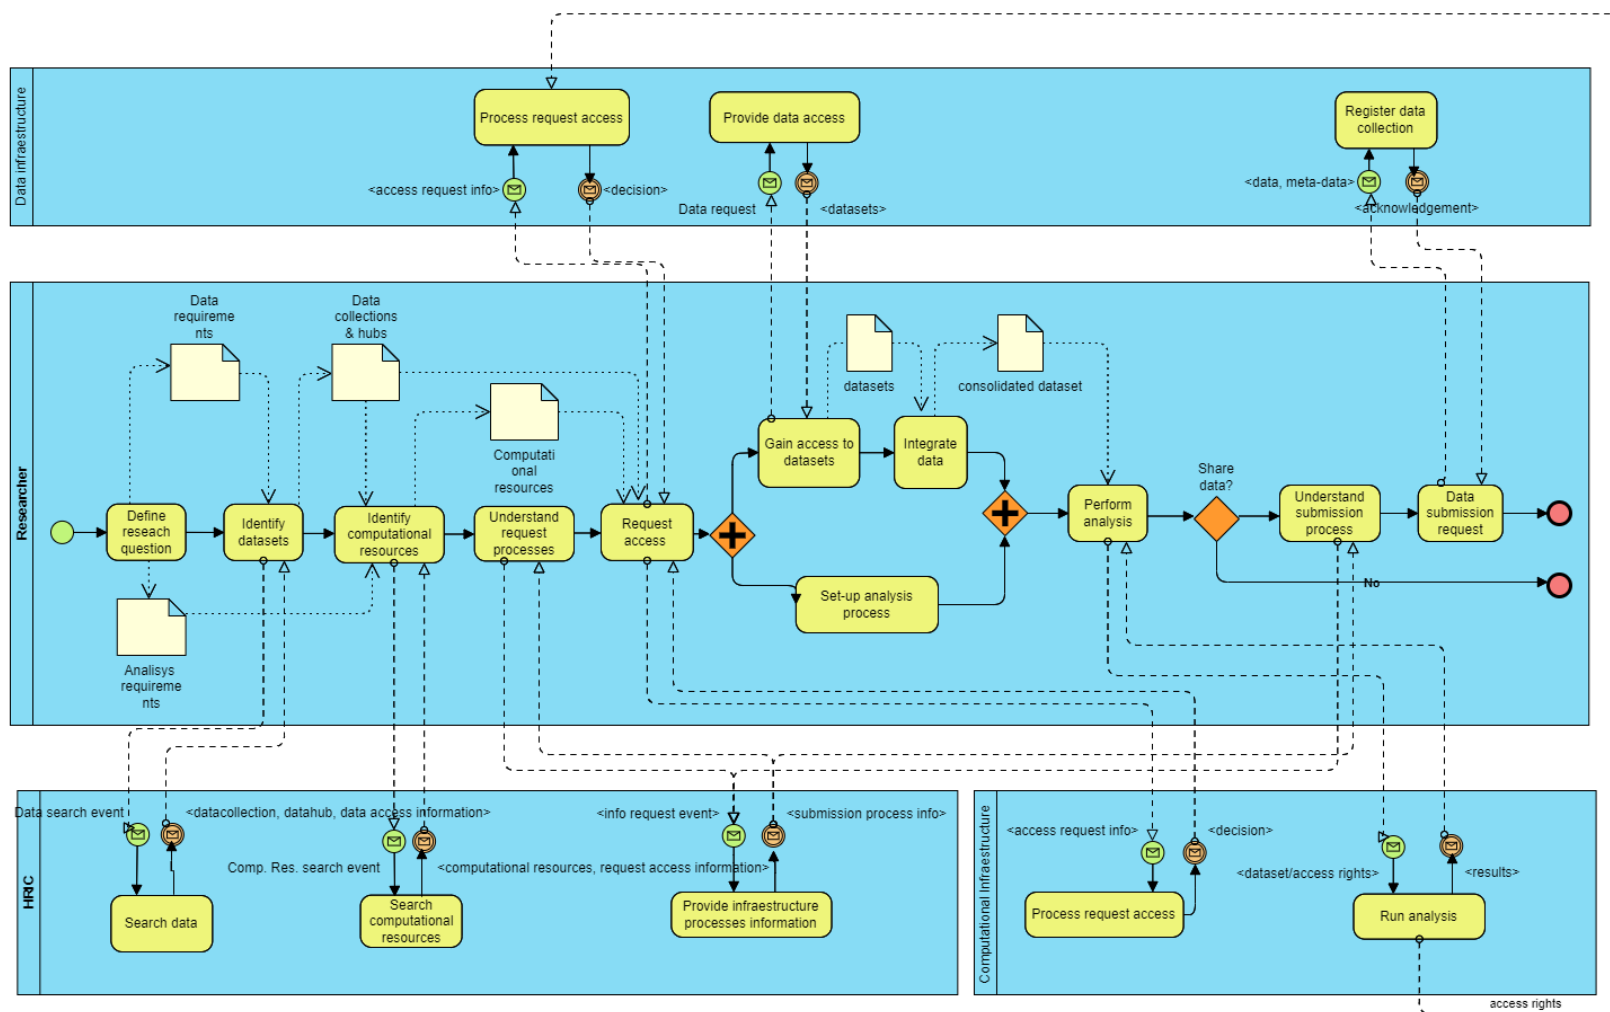 Data infraestructure
Process request access
<access request info>
<decision>
Provide data access
Data request
<datasets>
Register data
collection
<data, meta-data>
<acknowledgement>
Researcher
Data
requireme
nts
Data
collections
& hubs
Computati
onal
resources
datasets
consolidated dataset
Define
reseach
question
Identify
datasets
Identify
computational
resources
Understand
request
processes
Request
access
Gain access to
datasets
Integrate
data
Set-up analysis
process
Perform
analysis
Share
data?
Understand
submission
process
Data
submission
request
No
Analisys
requireme
nts
HRIC
Data search event
<datacollection, datahub, data access information>
Search data
Comp. Res. search event
<computational resources, request access information>
Search
computational
resources
<info request event>
<submission process info>
Provide infrastructure
processes information
Computational Infraestructure
<access request info>
<decision>
Process request access
<dataset/access rights>
<results>
Run analysis
access rights